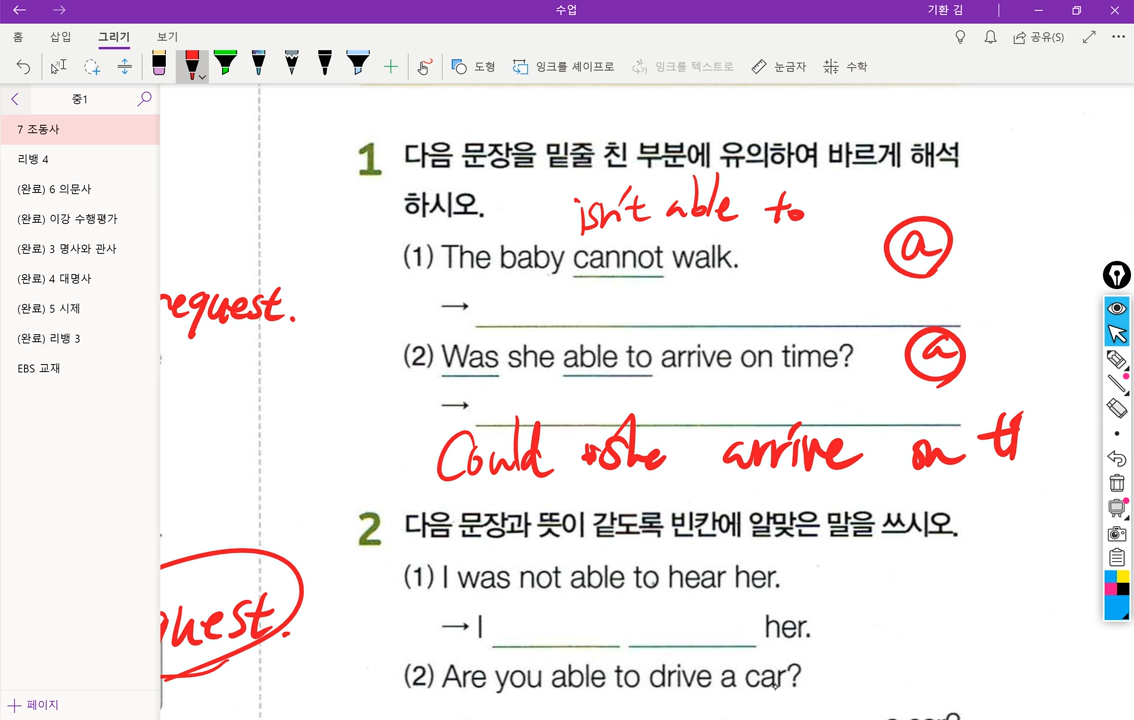 수업
기환 김
홈 삽입 그리기 보기
공유(S)
도형 잉크를 셰이프로 잉크를 텍스트로 눈금자 수학
중1
7 조동사
리뱅 4
(완료) 6 의문사
(완료) 이강 수행평가
(완료) 3 명사와 관사
(완료) 4 대명사
(완료) 5 시제
(완료) 리뱅 3
EBS 교재
페이지
request.
1 다음 문장을 밑줄 친 부분에 유의하여 바르게 해석
하시오.
isn't able to
(1) The baby cannot walk.
a
→
(2) Was she able to arrive on time?
a
→
Could she arrive on ti
2 다음 문장과 뜻이 같도록 빈칸에 알맞은 말을 쓰시오.
(1) I was not able to hear her.
→ I her.
(2) Are you able to drive a car?